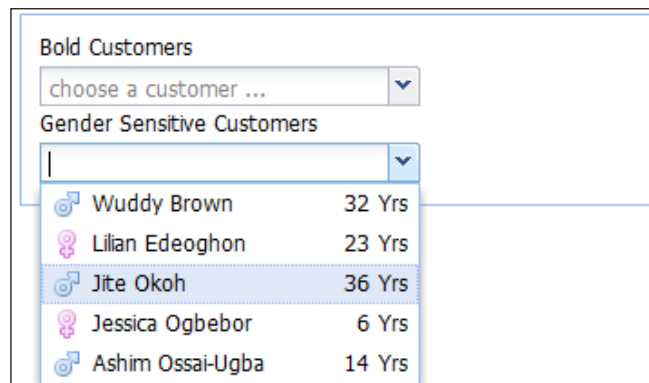 Bold Customers
choose a customer ...
Gender Sensitive Customers
Wuddy Brown 32 Yrs
Lilian Edeoghon 23 Yrs
Jite Okoh 36 Yrs
Jessica Ogbebor 6 Yrs
Ashim Ossai-Ugba 14 Yrs